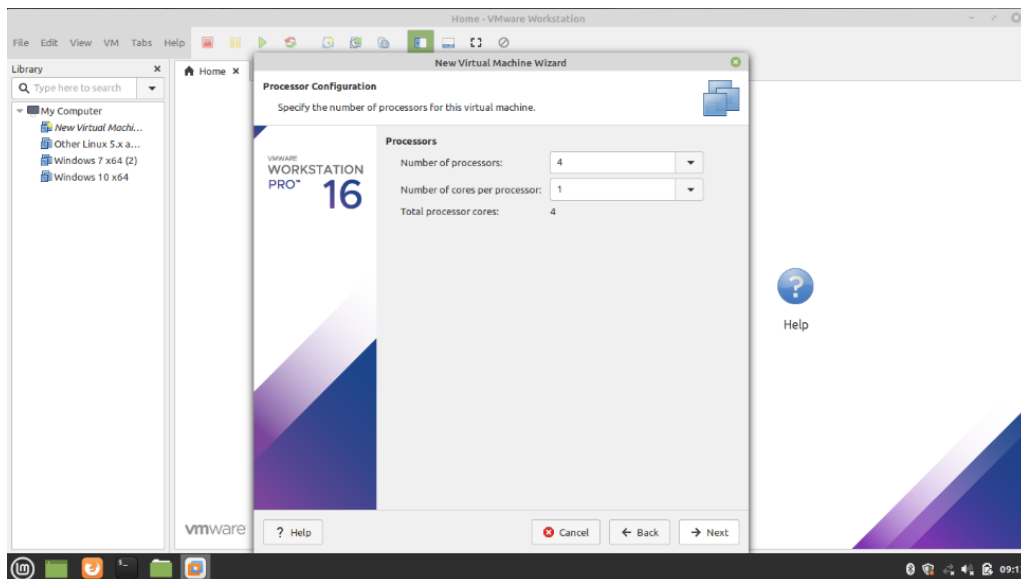 Home - VMware Workstation
File Edit View VM Tabs Help
Library
Type here to search
My Computer
New Virtual Machi...
Other Linux 5.x a...
Windows 7 x64 (2)
Windows 10 x64
Home
New Virtual Machine Wizard
Processor Configuration
Specify the number of processors for this virtual machine.
VMWARE
WORKSTATION
PRO™ 16
Processors
Number of processors: 4
Number of cores per processor: 1
Total processor cores: 4
Help
vmware
? Help
Cancel
Back
Next
09:1